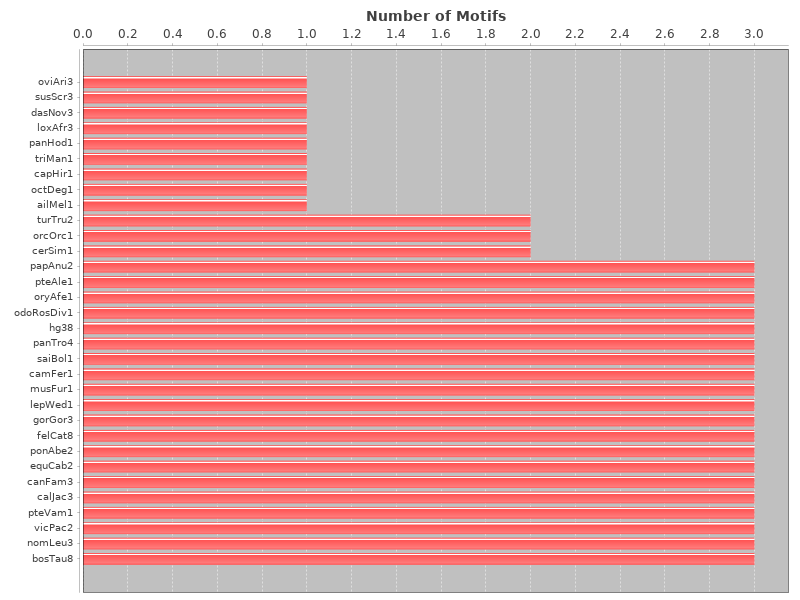 Number of Motifs
0.0 0.2 0.4 0.6 0.8 1.0 1.2 1.4 1.6 1.8 2.0 2.2 2.4 2.6 2.8 3.0
oviAri3
susScr3
dasNov3
loxAfr3
panHod1
triMan1
capHir1
octDeg1
ailMel1
turTru2
orcOrc1
cerSim1
papAnu2
pteAle1
oryAfe1
odoRosDiv1
hg38
panTro4
saiBol1
camFer1
musFur1
lepWed1
gorGor3
felCat8
ponAbe2
equCab2
canFam3
calJac3
pteVam1
vicPac2
nomLeu3
bosTau8